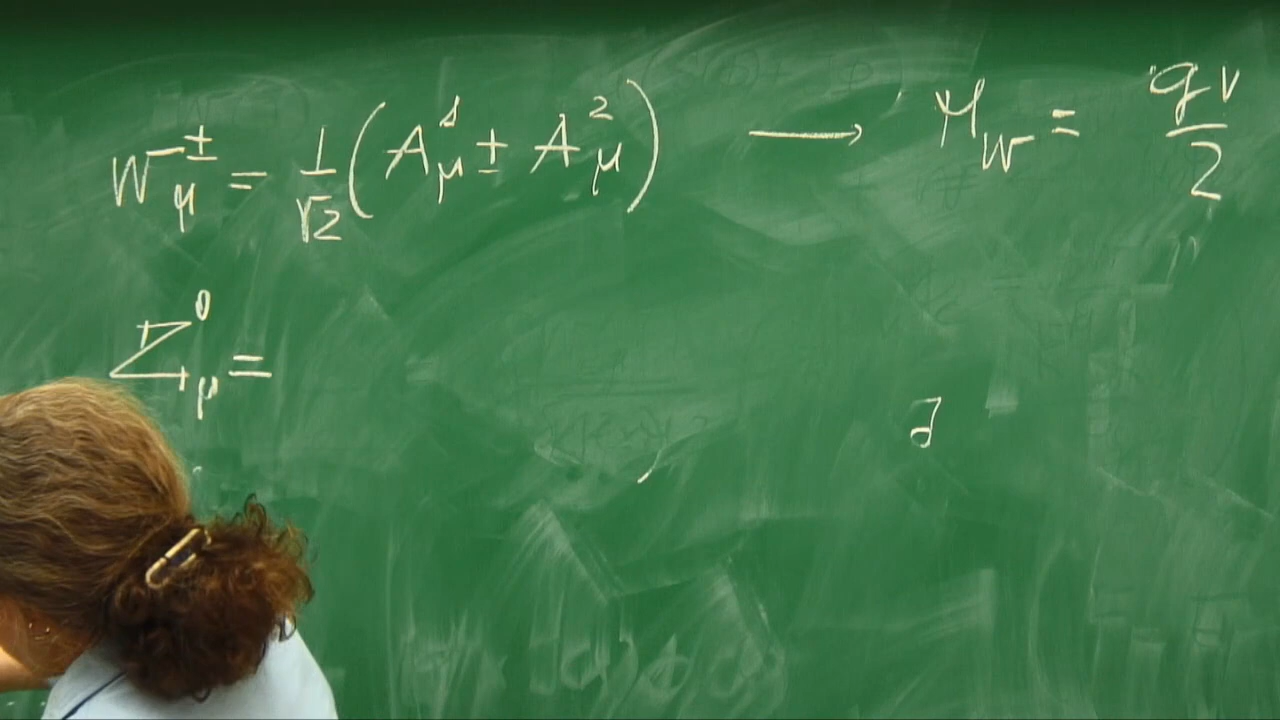 W^±_μ = 1/√2 (A^1_μ ± A^2_μ) ⟶ M_W = gv/2
Z^0_μ =